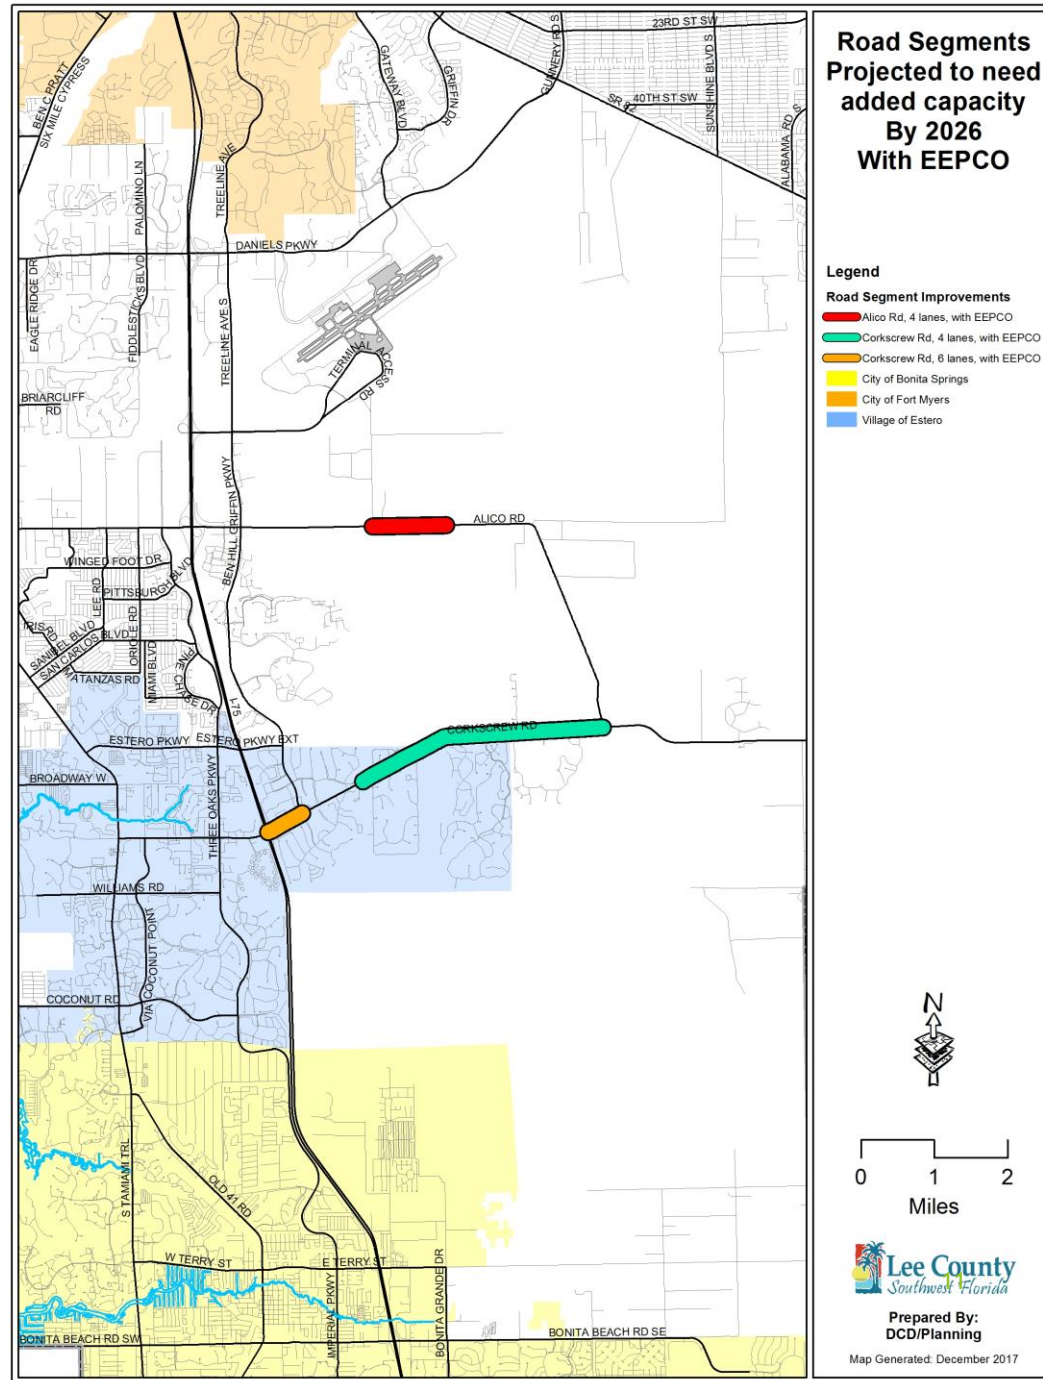 Road Segments
Projected to need
added capacity
By 2026
With EEPCO
Legend
Road Segment Improvements
Alico Rd, 4 lanes, with EEPCO
Corkscrew Rd, 4 lanes, with EEPCO
Corkscrew Rd, 6 lanes, with EEPCO
City of Bonita Springs
City of Fort Myers
Village of Estero
N
0 1 2
Miles
Lee County
Southwest Florida
11
Prepared By:
DCD/Planning
Map Generated: December 2017
23RD ST SW
BEN C PRATT
SIX MILE CYPRESS
GATEWAY BLVD
GRIFFIN DR
GUNNERY RD S
SR 82
40TH ST SW
SUNSHINE BLVD S
ALABAMA RD S
PALOMINO LN
TREELINE AVE
DANIELS PKWY
EAGLE RIDGE DR
FIDDLESTICKS BLVD
TREELINE AVE S
TERMINAL ACCESS RD
BRIARCLIFF
RD
BEN HILL GRIFFIN PKWY
ALICO RD
WINGED FOOT DR
LEE RD
PITTSBURGH BLVD
IRIS RD
SANIBEL BLVD
SAN CARLOS BLVD
ORIOLE RD
MATANZAS RD
MIAMI BLVD
PINE CHASE DR
I 75
CORKSCREW RD
ESTERO PKWY
ESTERO PKWY EXT
BROADWAY W
THREE OAKS PKWY
WILLIAMS RD
VIA COCONUT POINT
COCONUT RD
S TAMIAMI TRL
OLD 41 RD
W TERRY ST
E TERRY ST
IMPERIAL PKWY
BONITA GRANDE DR
BONITA BEACH RD SW
BONITA BEACH RD SE